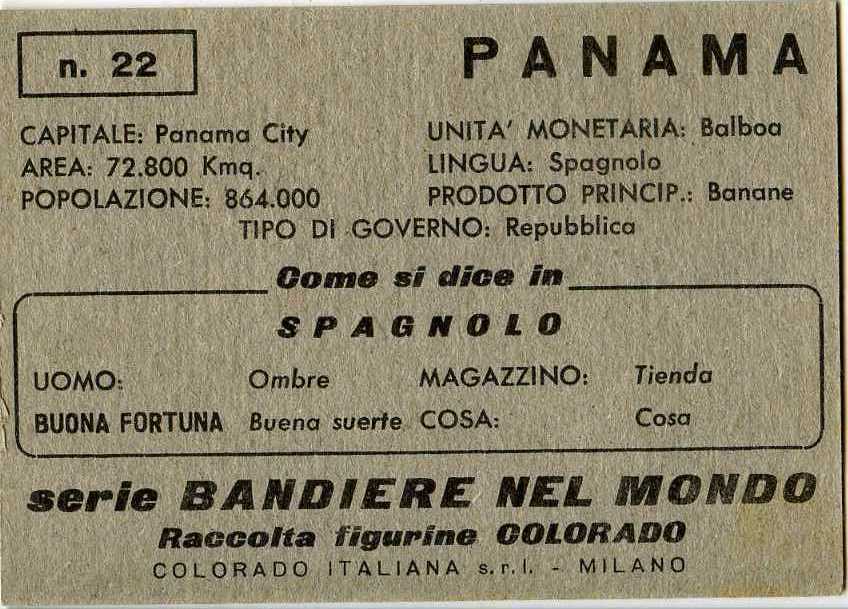 n. 22
PANAMA
CAPITALE: Panama City
UNITA' MONETARIA: Balboa
AREA: 72.800 Kmq.
LINGUA: Spagnolo
POPOLAZIONE: 864.000
PRODOTTO PRINCIP.: Banane
TIPO DI GOVERNO: Repubblica
Come si dice in
SPAGNOLO
UOMO: Ombre MAGAZZINO: Tienda
BUONA FORTUNA Buena suerte COSA: Cosa
serie BANDIERE NEL MONDO
Raccolta figurine COLORADO
COLORADO ITALIANA s.r.l. - MILANO